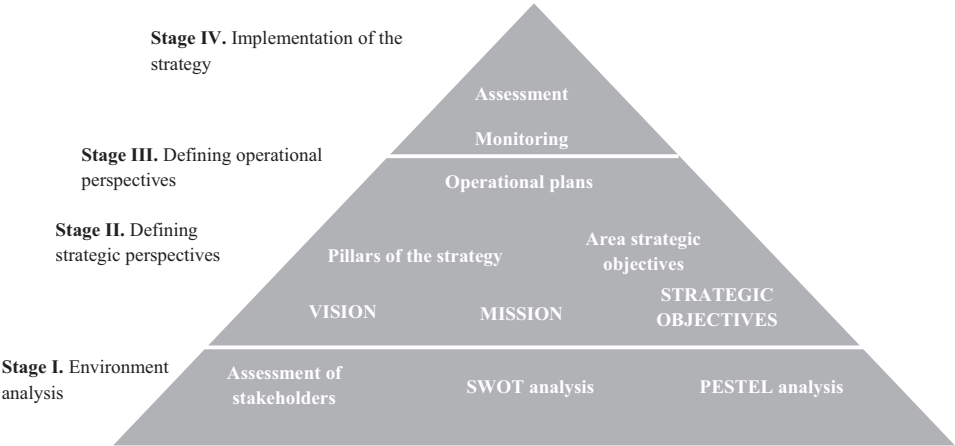 Stage IV. Implementation of the
strategy
Assessment
Monitoring
Stage III. Defining operational
perspectives
Operational plans
Stage II. Defining
strategic perspectives
Pillars of the strategy
Area strategic
objectives
VISION
MISSION
STRATEGIC
OBJECTIVES
Stage I. Environment
analysis
Assessment of
stakeholders
SWOT analysis
PESTEL analysis